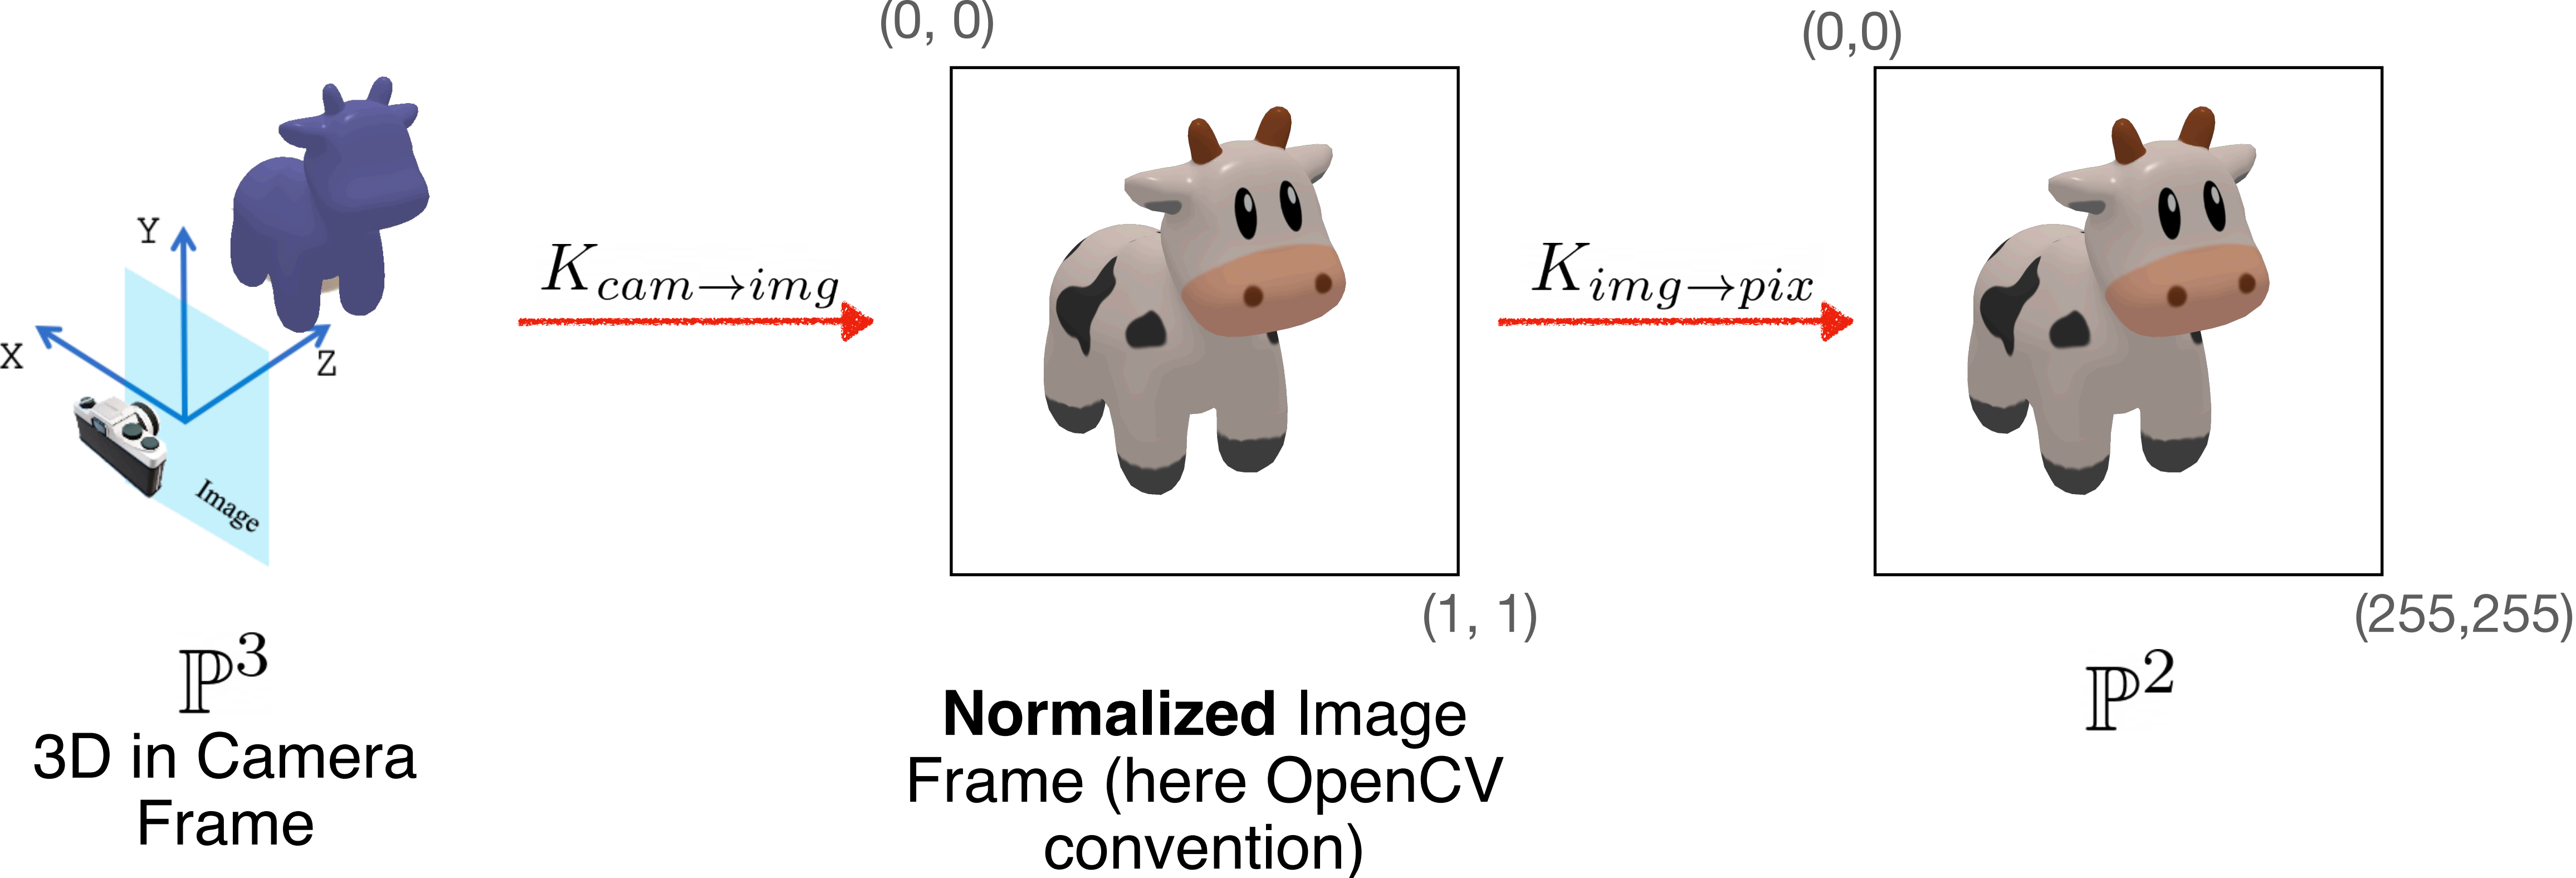 (0, 0)
(0,0)
Y
X
Z
Image
K_{cam→img}
K_{img→pix}
(1, 1)
(255,255)
ℙ³
3D in Camera
Frame
Normalized Image
Frame (here OpenCV
convention)
ℙ²